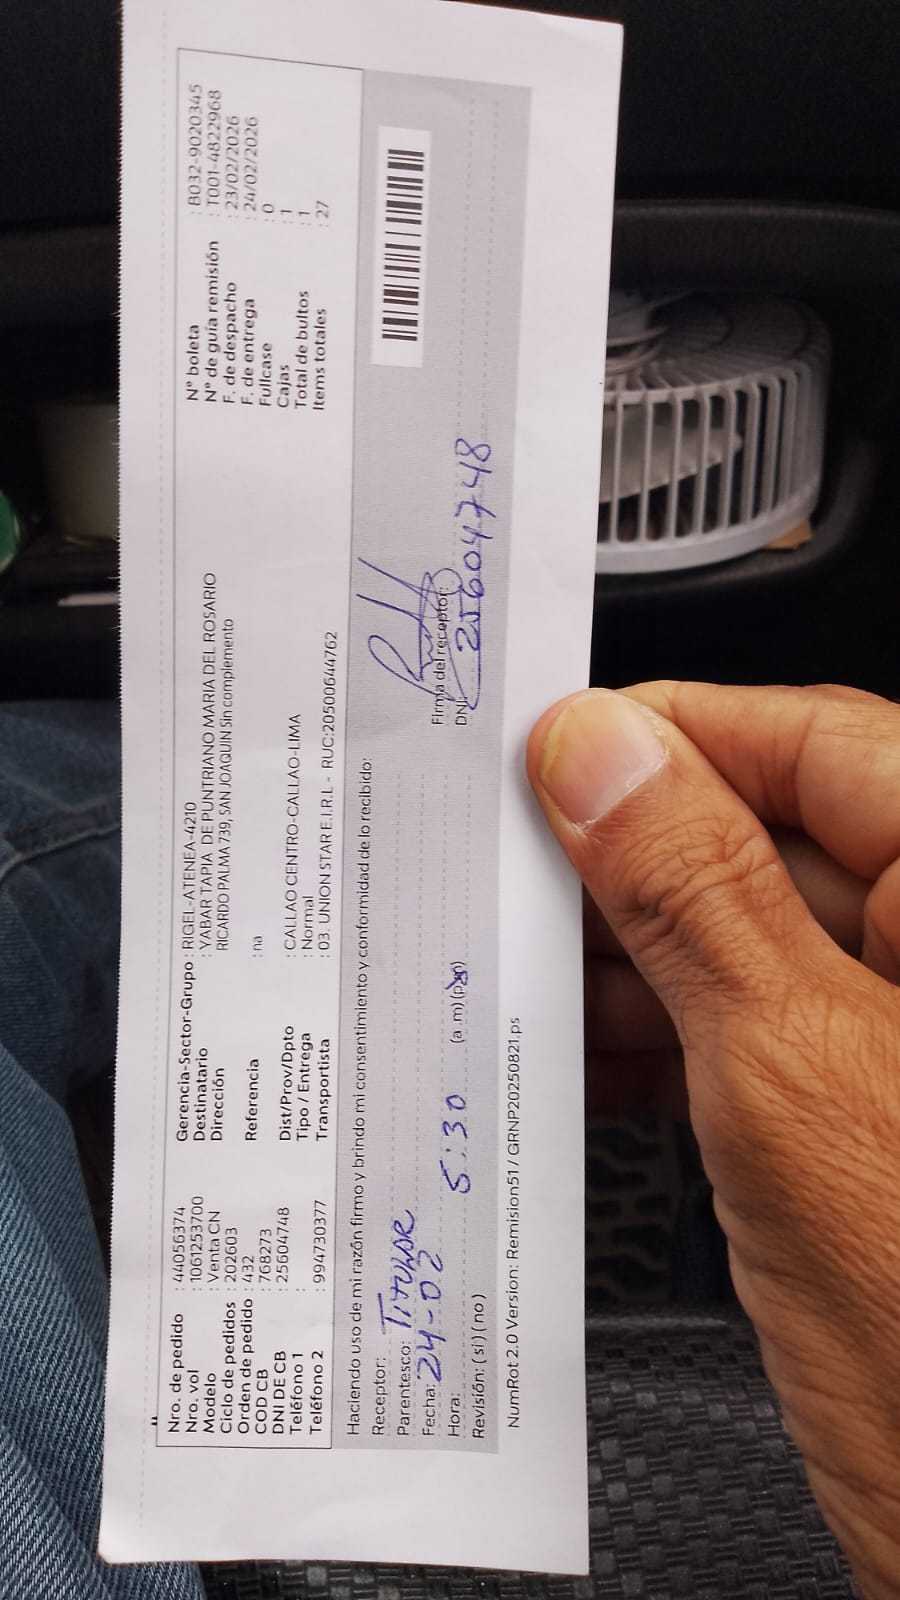 Nro. de pedido : 44056374
Nro. vol : 1061253700
Modelo : Venta CN
Ciclo de pedidos : 202603
Orden de pedido : 432
COD CB : 768273
DNI DE CB : 25604748
Teléfono 1 :
Teléfono 2 : 994730377
Gerencia-Sector-Grupo : RIGEL-ATENEA-4210
Destinatario : YABAR TAPIA DE PUNTRIANO MARIA DEL ROSARIO
Dirección RICARDO PALMA 739, SAN JOAQUIN Sin complemento
Referencia : na
Dist/Prov/Dpto : CALLAO CENTRO-CALLAO-LIMA
Tipo / Entrega : Normal
Transportista : 03. UNION STAR E.I.R.L - RUC:20500644762
N° boleta : B032-9020345
N° de guía remisión : T001-4822968
F. de despacho : 23/02/2026
F. de entrega : 24/02/2026
Fullcase : 0
Cajas : 1
Total de bultos : 1
Items totales : 27
Haciendo uso de mi razón firmo y brindo mi consentimiento y conformidad de lo recibido:
Receptor:
Parentesco: Titular
Fecha: 24-02
Hora: 5:30 (a.m)(pm)
Revisión: (si) (no)
Firma del receptor:
DNI: 25604748
NumRot 2.0 Version: Remision51 / GRNP20250821.ps